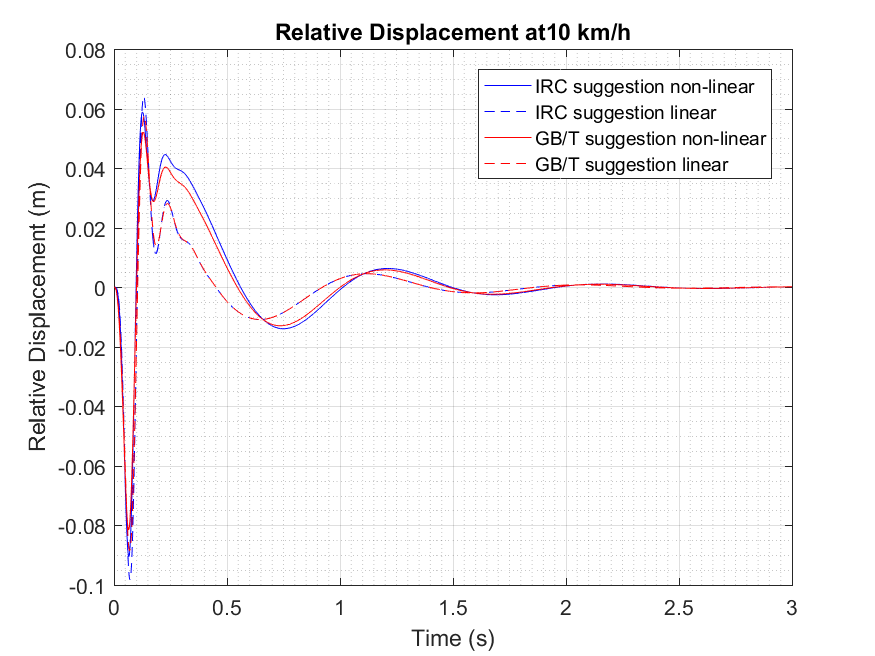 Relative Displacement at10 km/h
0.08
0.06
0.04
0.02
0
-0.02
-0.04
-0.06
-0.08
-0.1
Relative Displacement (m)
IRC suggestion non-linear
IRC suggestion linear
GB/T suggestion non-linear
GB/T suggestion linear
0 0.5 1 1.5 2 2.5 3
Time (s)